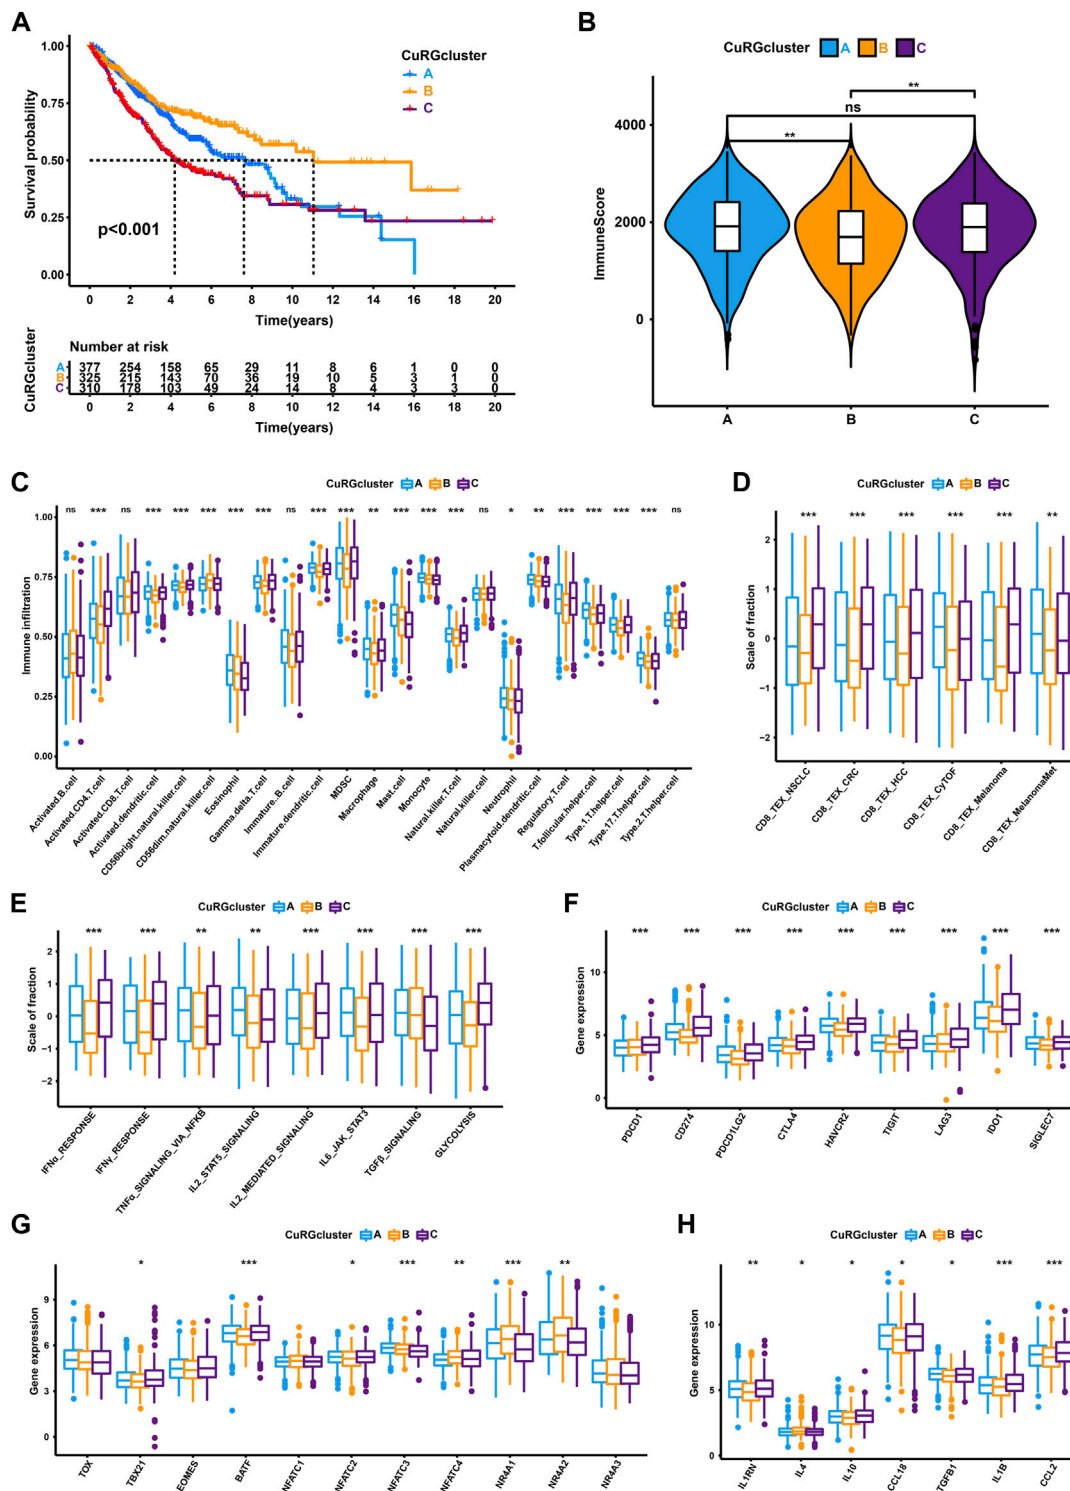 A
CuRGcluster
A
B
C
Survival probability
1.00
0.75
0.50
0.25
0.00
p<0.001
0 2 4 6 8 10 12 14 16 18 20
Time(years)
Number at risk
CuRGcluster
A 377 254 158 65 29 11 8 6 1 0 0
B 325 215 143 70 36 19 10 5 3 1 0
C 310 178 103 49 24 14 8 4 3 3 0
0 2 4 6 8 10 12 14 16 18 20
Time(years)
B
CuRGcluster A B C
ImmuneScore
4000
2000
0
**
ns
**
A B C
C
CuRGcluster A B C
ns *** ns *** *** *** *** *** ns *** *** ** *** *** *** ns * ** *** *** *** *** ns
Immune infiltration
1.00
0.75
0.50
0.25
0.00
Activated.B.cell
Activated.CD4.T.cell
Activated.CD8.T.cell
Activated.dendritic.cell
CD56bright.natural.killer.cell
CD56dim.natural.killer.cell
Eosinophil
Gamma.delta.T.cell
Immature..B.cell
Immature.dendritic.cell
MDSC
Macrophage
Mast.cell
Monocyte
Natural.killer.T.cell
Natural.killer.cell
Neutrophil
Plasmacytoid.dendritic.cell
Regulatory.T.cell
T.follicular.helper.cell
Type.1.T.helper.cell
Type.17.T.helper.cell
Type.2.T.helper.cell
D
CuRGcluster A B C
*** *** *** *** *** **
Scale of fraction
2
1
0
−1
−2
CD8_TEX_NSCLC
CD8_TEX_CRC
CD8_TEX_HCC
CD8_TEX_CyTOF
CD8_TEX_Melanoma
CD8_TEX_MelanomaMet
E
CuRGcluster A B C
*** *** ** ** *** *** *** ***
Scale of fraction
2
1
0
−1
−2
IFNα_RESPONSE
IFNγ_RESPONSE
TNFα_SIGNALING_VIA_NFKB
IL2_STAT5_SIGNALING
IL2_MEDIATED_SIGNALING
IL6_JAK_STAT3
TGFβ_SIGNALING
GLYCOLYSIS
F
CuRGcluster A B C
*** *** *** *** *** *** *** *** ***
Gene expression
10
5
0
PDCD1
CD274
PDCD1LG2
CTLA4
HAVCR2
TIGIT
LAG3
IDO1
SIGLEC7
G
CuRGcluster A B C
* *** * *** ** *** **
Gene expression
9
6
3
0
TOX
TBX21
EOMES
BATF
NFATC1
NFATC2
NFATC3
NFATC4
NR4A1
NR4A2
NR4A3
H
CuRGcluster A B C
** * * * * *** ***
Gene expression
10
5
0
IL1RN
IL4
IL10
CCL18
TGFB1
IL1B
CCL2